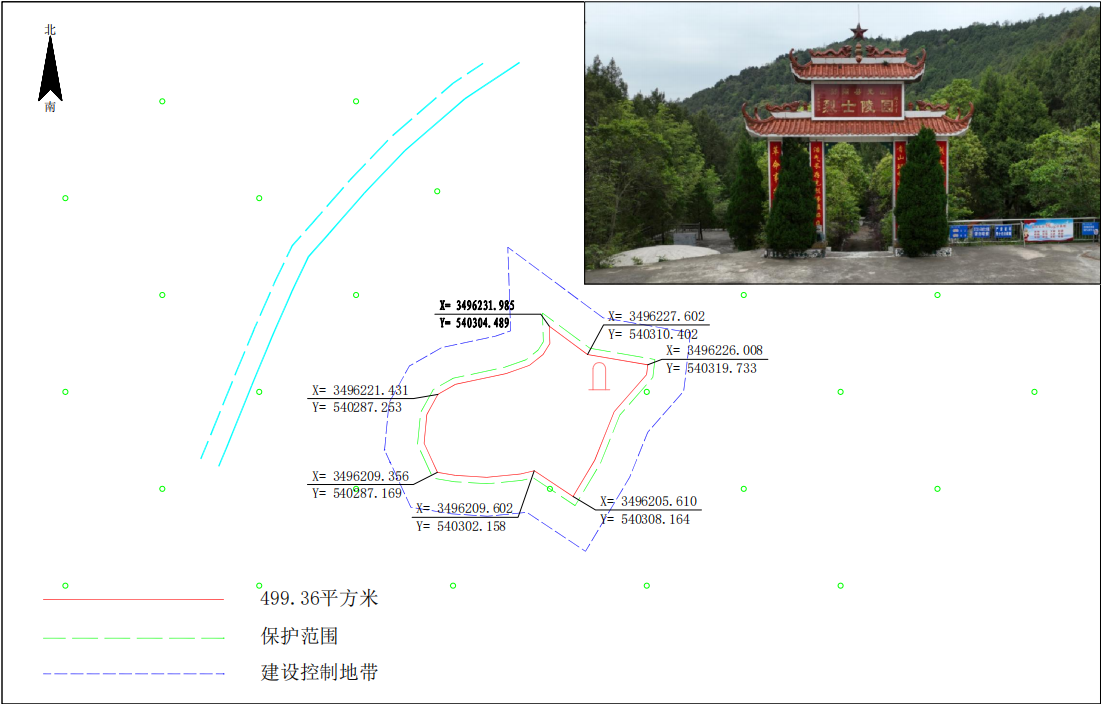 北
南
烈士陵园
X= 3496231.985
Y= 540304.489
X= 3496227.602
Y= 540310.402
X= 3496226.008
Y= 540319.733
X= 3496221.431
Y= 540287.253
X= 3496209.356
Y= 540287.169
X= 3496209.602
Y= 540302.158
X= 3496205.610
Y= 540308.164
499.36平方米
保护范围
建设控制地带